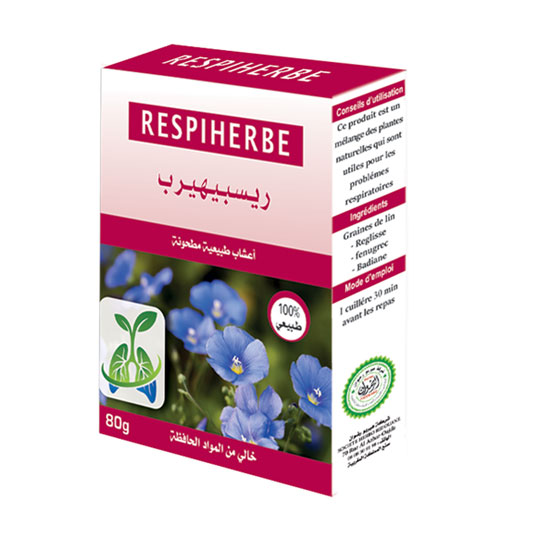 RESPIHERBE
RESPIHERBE
ريسبيهيرب
أعشاب طبيعية مطحونة
100%
طبيعي
80g
خالي من المواد الحافظة
Conseils d'utilisation
Ce produit est un
mélange des plantes
naturelles qui sont
utiles pour les
problémes
respiratoires
Ingrédients
Graines de lin
- Reglisse
- fenugrec
- Badiane
Mode d'emploi
1 cuillére 30 min
avant les repas